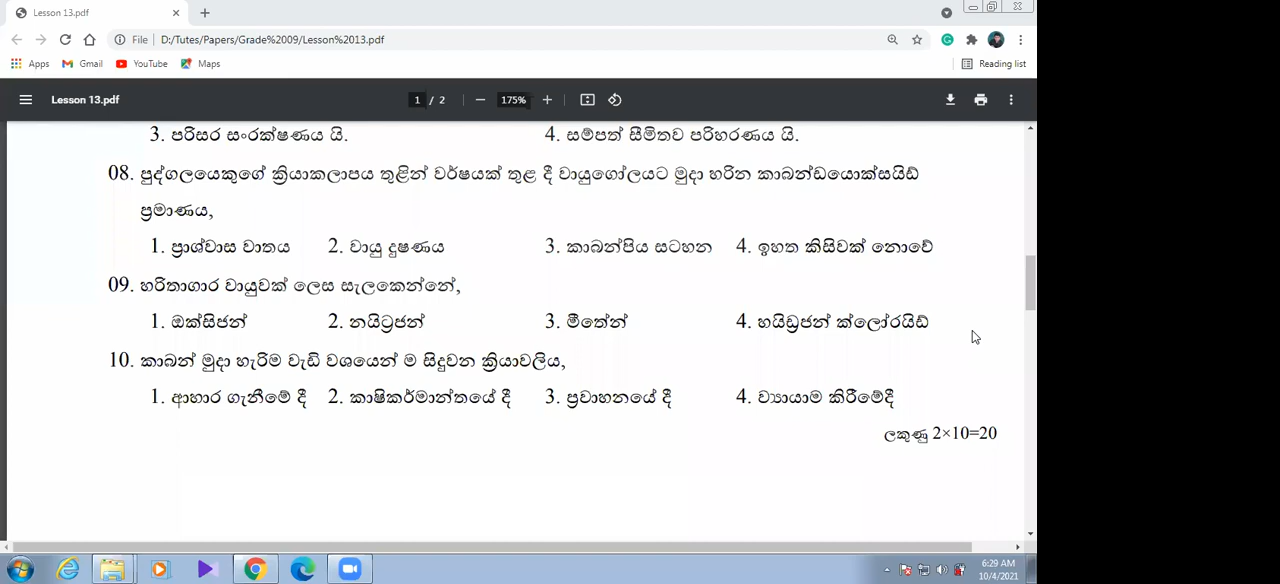 Lesson 13.pdf
File | D:/Tutes/Papers/Grade%2009/Lesson%2013.pdf
Apps Gmail YouTube Maps Reading list
Lesson 13.pdf 1 / 2 175%
3. පරිසර සංරක්ෂණය යි. 4. සම්පත් සීමිතව පරිහරණය යි.
08. පුද්ගලයෙකුගේ ක්‍රියාකලාපය තුළින් වර්ෂයක් තුළ දී වායුගෝලයට මුදා හරින කාබන්ඩයොක්සයිඩ්
ප්‍රමාණය,
1. ප්‍රාශ්වාස වාතය 2. වායු දූෂණය 3. කාබන්පිය සටහන 4. ඉහත කිසිවක් නොවේ
09. හරිතාගාර වායුවක් ලෙස සැලකෙන්නේ,
1. ඔක්සිජන් 2. නයිට්‍රජන් 3. මීතේන් 4. හයිඩ්‍රජන් ක්ලෝරයිඩ්
10. කාබන් මුදා හැරිම වැඩි වශයෙන් ම සිදුවන ක්‍රියාවලිය,
1. ආහාර ගැනීමේ දී 2. කාෂිකර්මාන්තයේ දී 3. ප්‍රවාහනයේ දී 4. ව්‍යායාම කිරීමේදී
ලකුණු 2×10=20
6:29 AM
10/4/2021